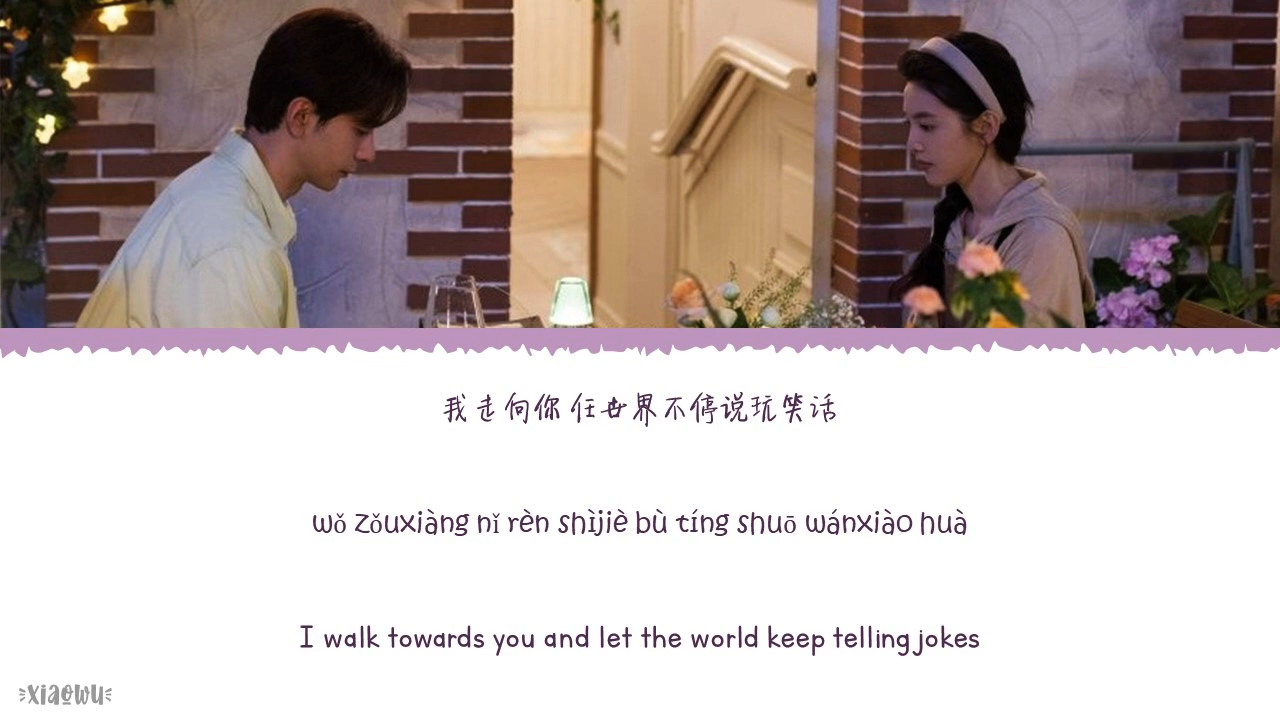 我走向你 任世界不停说玩笑话
wǒ zǒuxiàng nǐ rèn shìjiè bù tíng shuō wánxiào huà
I walk towards you and let the world keep telling jokes
xiaowu